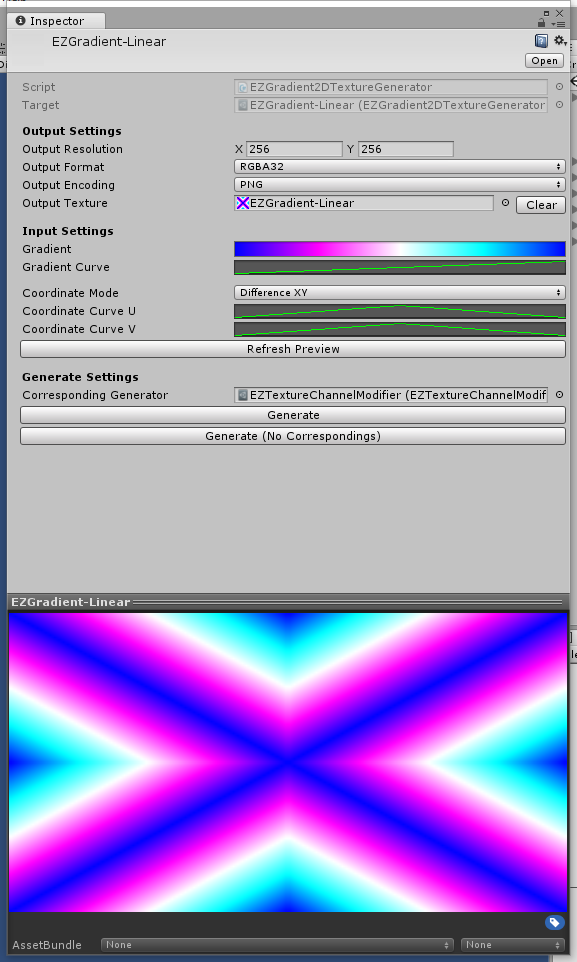 Inspector
EZGradient-Linear
Open
Script EZGradient2DTextureGenerator
Target EZGradient-Linear (EZGradient2DTextureGenerator
Output Settings
Output Resolution X 256 Y 256
Output Format RGBA32
Output Encoding PNG
Output Texture EZGradient-Linear Clear
Input Settings
Gradient
Gradient Curve
Coordinate Mode Difference XY
Coordinate Curve U
Coordinate Curve V
Refresh Preview
Generate Settings
Corresponding Generator EZTextureChannelModifier (EZTextureChannelModif
Generate
Generate (No Correspondings)
EZGradient-Linear
AssetBundle None None